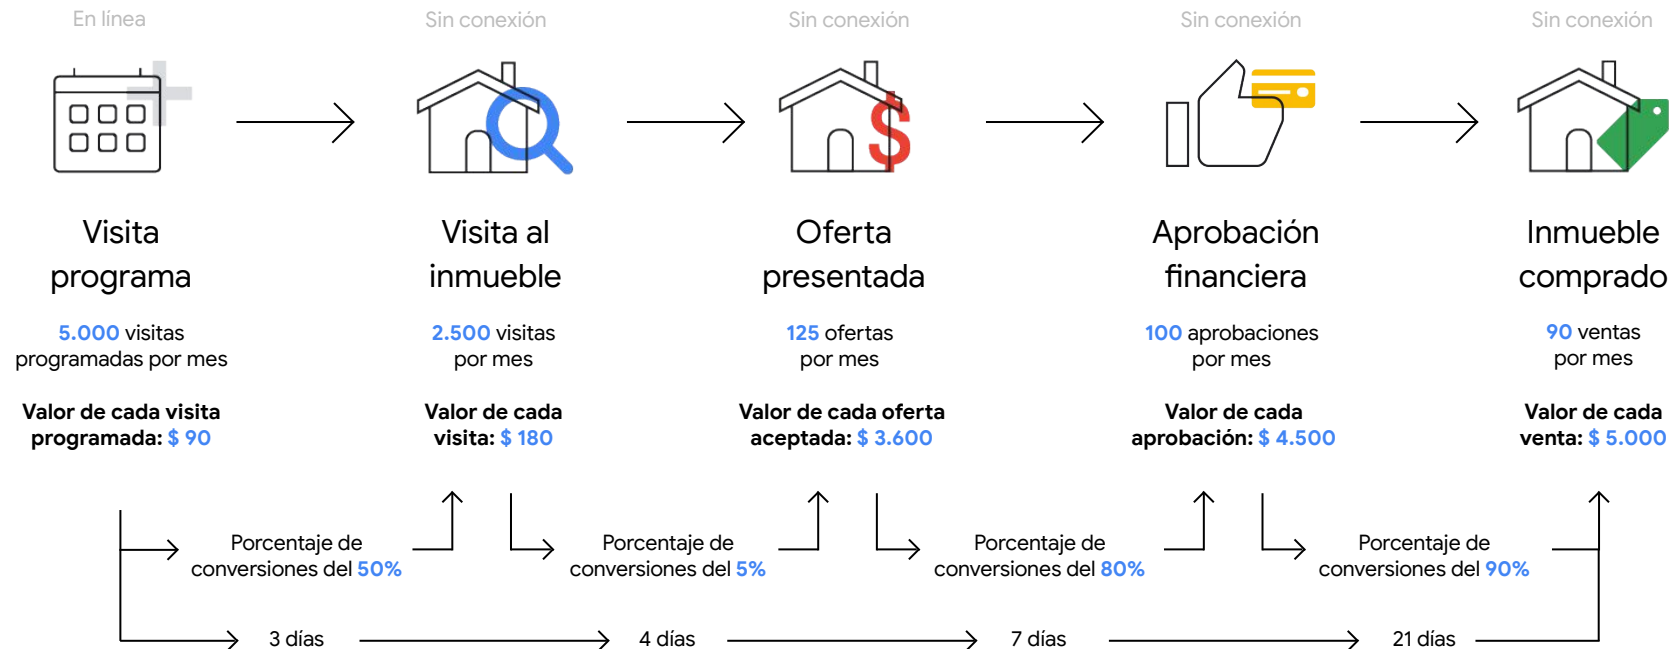 En línea
Sin conexión
Sin conexión
Sin conexión
Sin conexión
Visita
programa
Visita al
inmueble
Oferta
presentada
Aprobación
financiera
Inmueble
comprado
5.000 visitas
programadas por mes
2.500 visitas
por mes
125 ofertas
por mes
100 aprobaciones
por mes
90 ventas
por mes
Valor de cada visita
programada: $ 90
Valor de cada
visita: $ 180
Valor de cada oferta
aceptada: $ 3.600
Valor de cada
aprobación: $ 4.500
Valor de cada
venta: $ 5.000
Porcentaje de
conversiones del 50%
Porcentaje de
conversiones del 5%
Porcentaje de
conversiones del 80%
Porcentaje de
conversiones del 90%
3 días
4 días
7 días
21 días